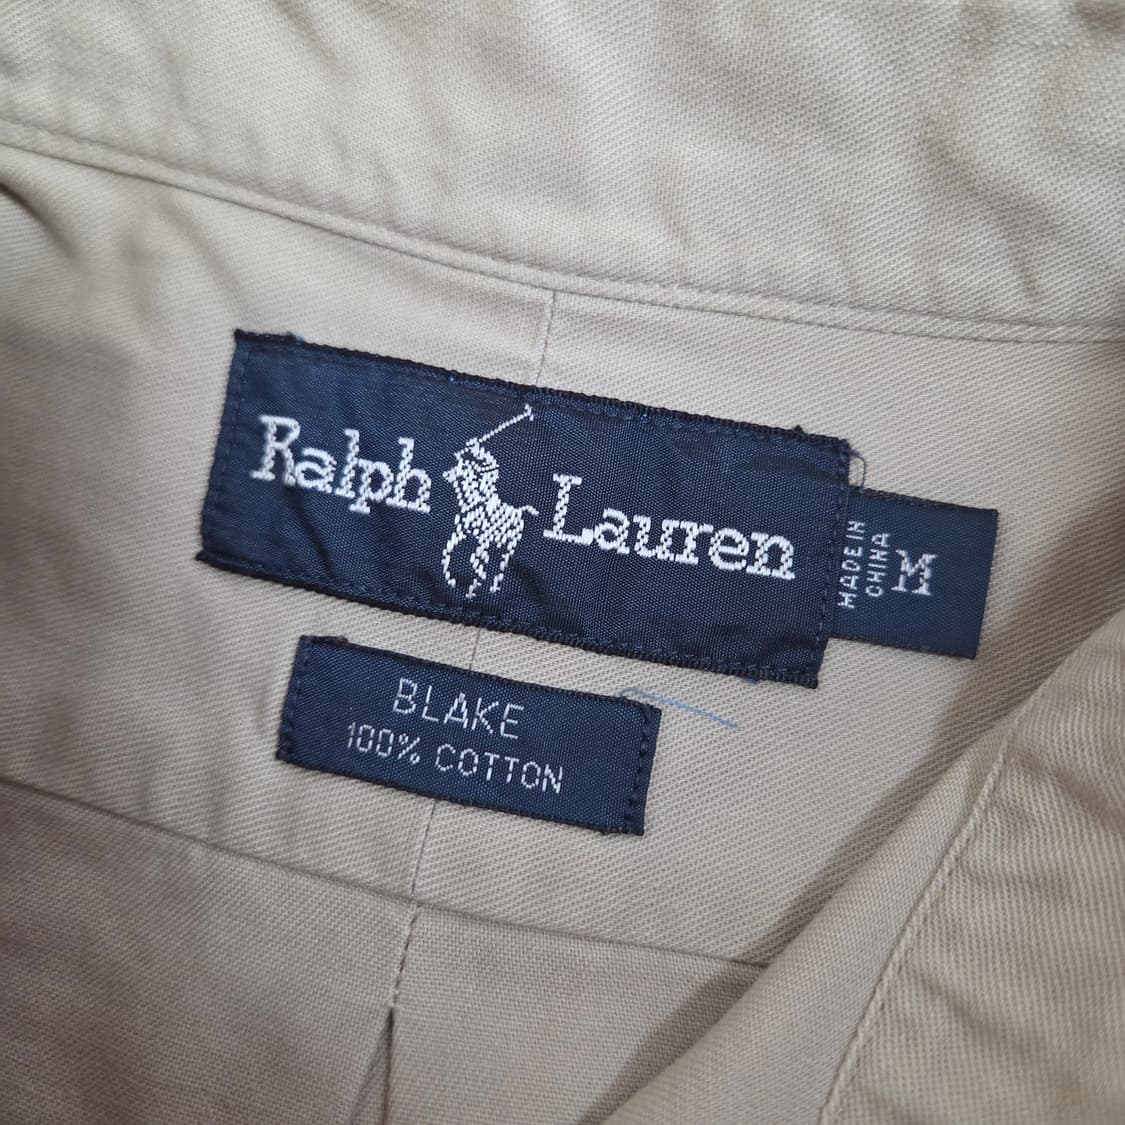 Ralph Lauren
MADE IN
CHINA
M
BLAKE
100% COTTON